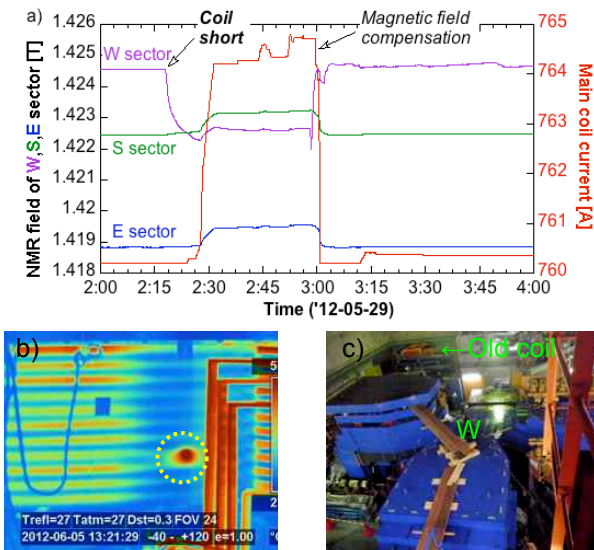 a)
Coil
short
Magnetic field
compensation
W sector
S sector
E sector
NMR field of W,S,E sector [T]
1.426
1.425
1.424
1.423
1.422
1.421
1.420
1.419
1.418
765
764
763
762
761
760
Main coil current [A]
2:00
2:15
2:30
2:45
3:00
3:15
3:30
3:45
4:00
Time ('12-05-29)
b)
5
2
Trefl=27 Tatm=27 Dst=0.3 FOV 24
2012-06-05 13:21:29 -40 - +120 e=1.00 °
c)
←Old coil
W